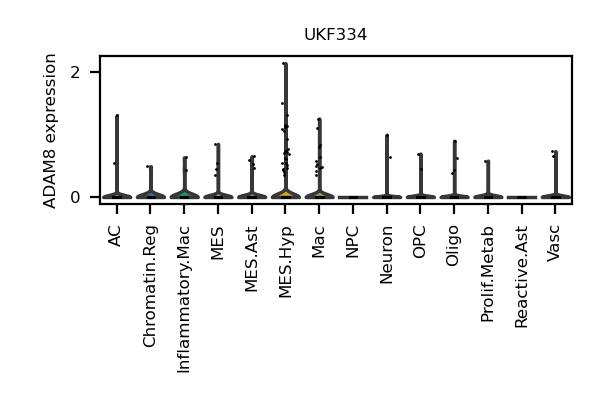 UKF334
ADAM8 expression
2
0
AC
Chromatin.Reg
Inflammatory.Mac
MES
MES.Ast
MES.Hyp
Mac
NPC
Neuron
OPC
Oligo
Prolif.Metab
Reactive.Ast
Vasc